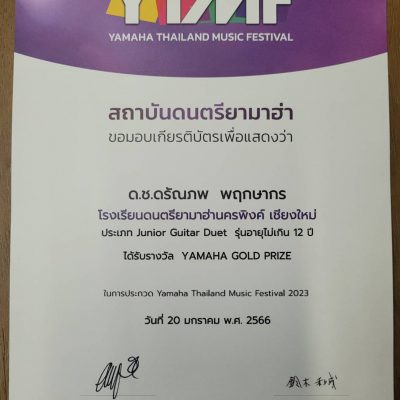 YTMF
YAMAHA THAILAND MUSIC FESTIVAL
สถาบันดนตรียามาฮ่า
ขอมอบเกียรติบัตรเพื่อแสดงว่า
ด.ช.ดรัณภพ พฤกษากร
โรงเรียนดนตรียามาฮ่านครพิงค์ เชียงใหม่
ประเภท Junior Guitar Duet รุ่นอายุไม่เกิน 12 ปี
ได้รับรางวัล YAMAHA GOLD PRIZE
ในการประกวด Yamaha Thailand Music Festival 2023
วันที่ 20 มกราคม พ.ศ. 2566